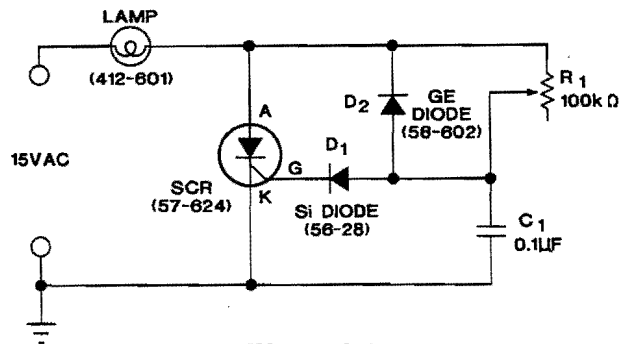 LAMP
(412-601)
15VAC
A
G
K
SCR
(57-624)
D1
Si DIODE
(56-28)
D2
GE
DIODE
(56-602)
R1
100k Ω
C1
0.1µF